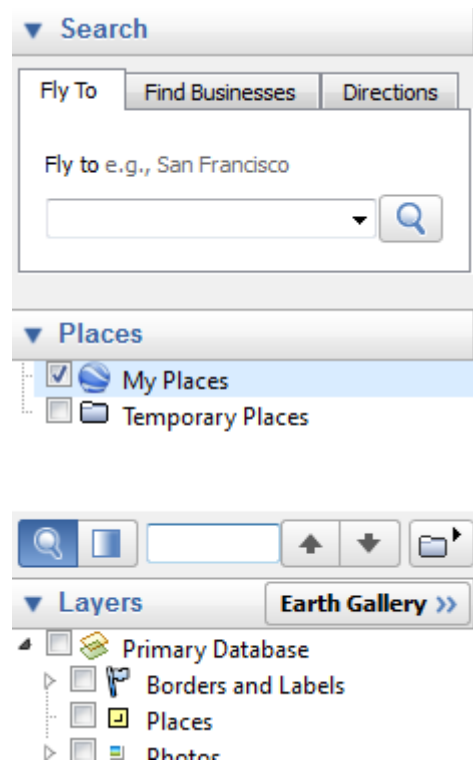 Search
Fly To Find Businesses Directions
Fly to e.g., San Francisco
Places
My Places
Temporary Places
Layers Earth Gallery >>
Primary Database
Borders and Labels
Places
Photos